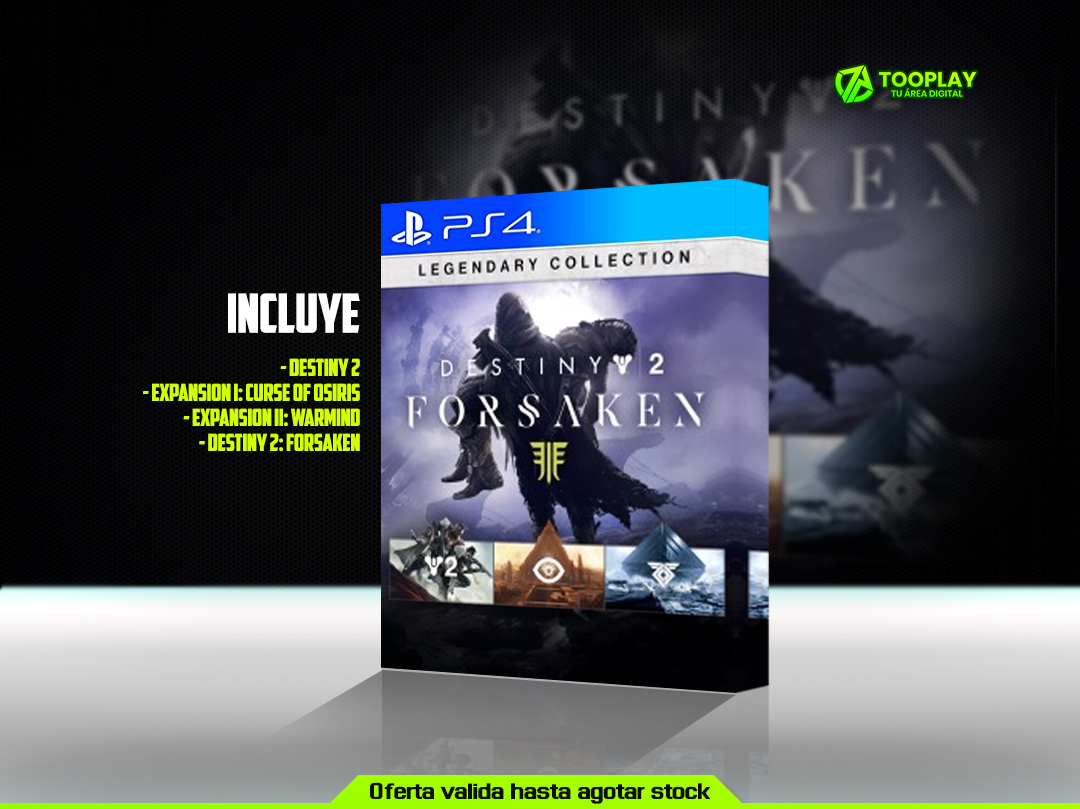 TOOPLAY
TU ÁREA DIGITAL
DESTINY 2
FORSAKEN
PS4
LEGENDARY COLLECTION
DESTINY 2
FORSAKEN
2
INCLUYE
- DESTINY 2
- EXPANSION I: CURSE OF OSIRIS
- EXPANSION II: WARMIND
- DESTINY 2: FORSAKEN
Oferta valida hasta agotar stock